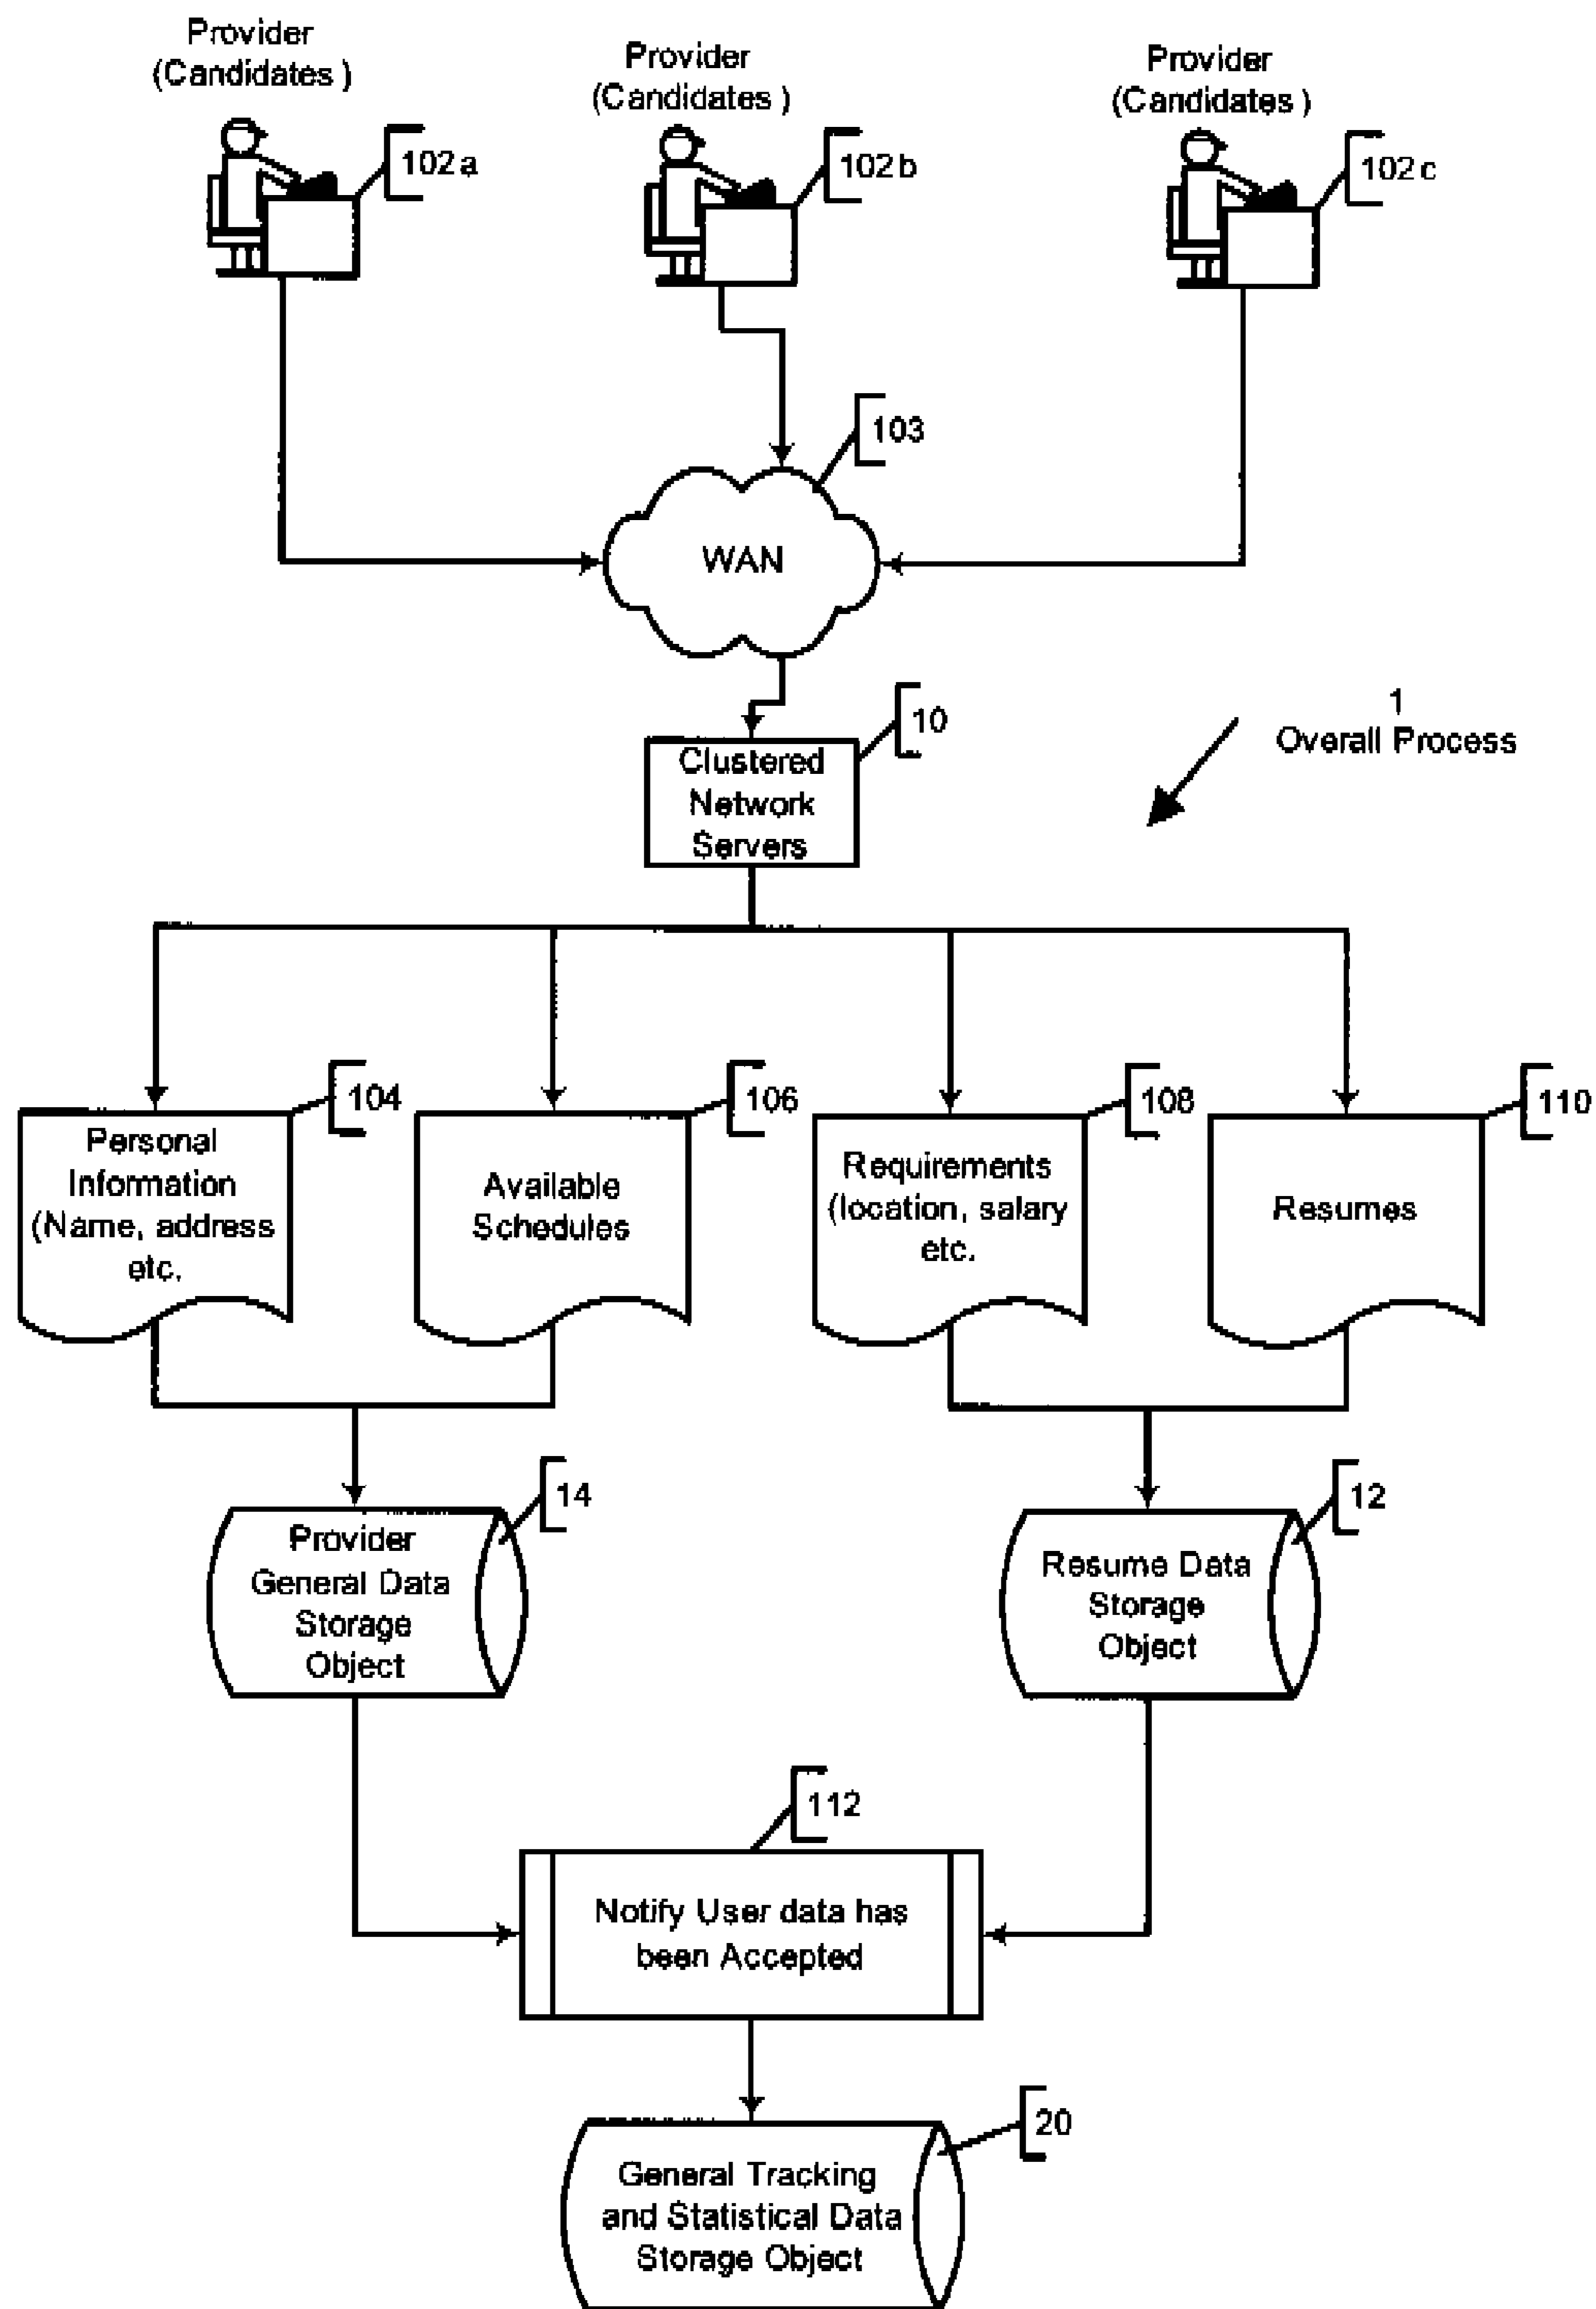 Provider
(Candidates )
Provider
(Candidates )
Provider
(Candidates )
102a
102b
102c
103
WAN
10
Clustered
Network
Servers
1
Overall Process
104
106
108
110
Personal
Information
(Name, address
etc.
Available
Schedules
Requirements
(location, salary
etc.
Resumes
14
12
Provider
General Data
Storage
Object
Resume Data
Storage
Object
112
Notify User data has
been Accepted
20
General Tracking
and Statistical Data
Storage Object